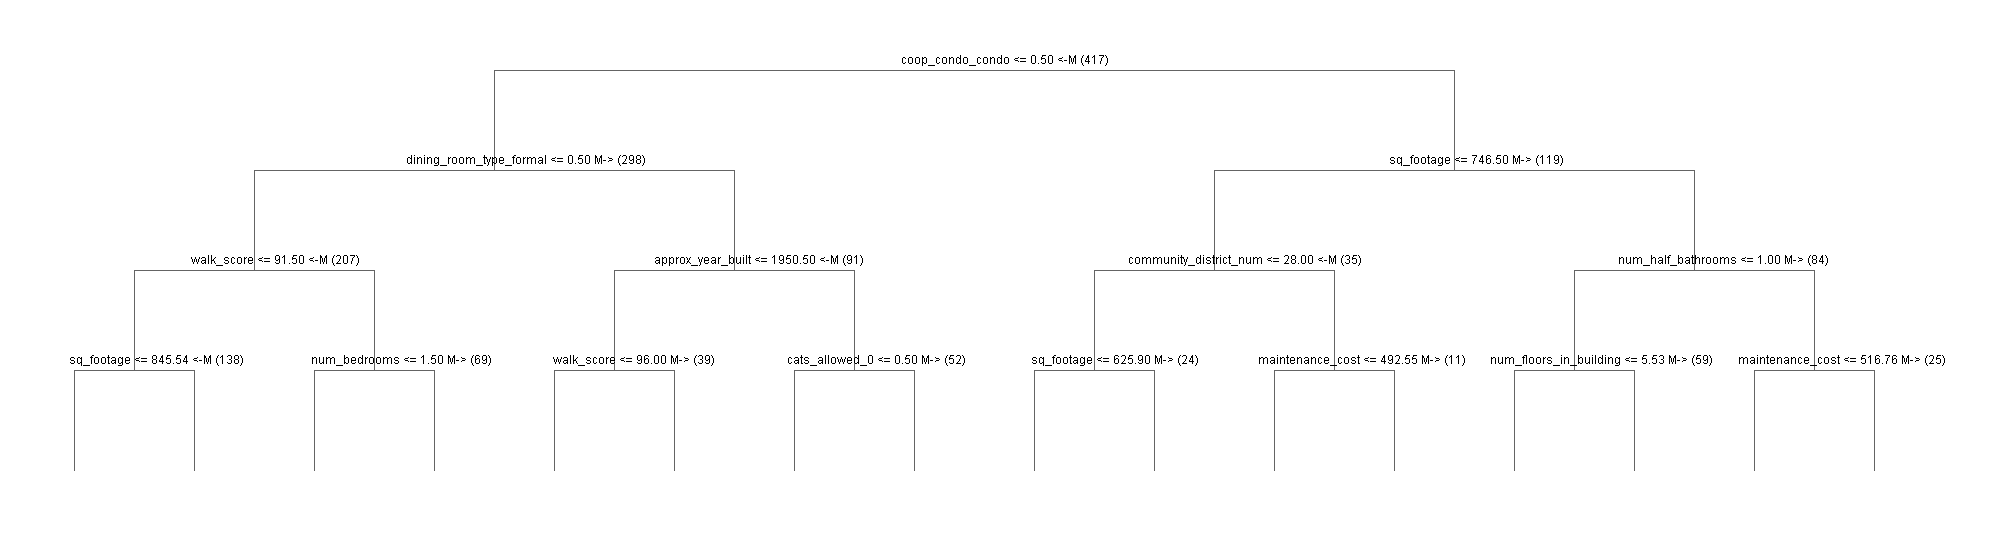 coop_condo_condo <= 0.50 <-M (417)
dining_room_type_formal <= 0.50 M-> (298)
sq_footage <= 746.50 M-> (119)
walk_score <= 91.50 <-M (207)
approx_year_built <= 1950.50 <-M (91)
community_district_num <= 28.00 <-M (35)
num_half_bathrooms <= 1.00 M-> (84)
sq_footage <= 845.54 <-M (138)
num_bedrooms <= 1.50 M-> (69)
walk_score <= 96.00 M-> (39)
cats_allowed_0 <= 0.50 M-> (52)
sq_footage <= 625.90 M-> (24)
maintenance_cost <= 492.55 M-> (11)
num_floors_in_building <= 5.53 M-> (59)
maintenance_cost <= 516.76 M-> (25)